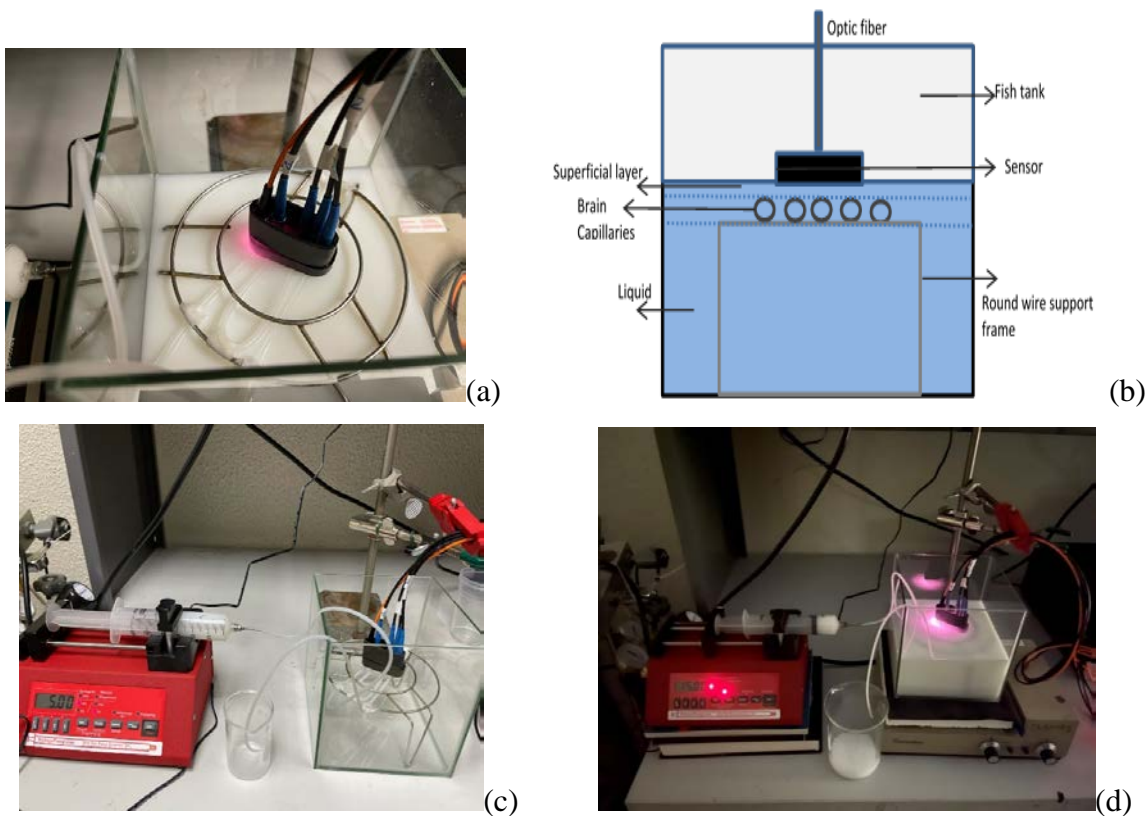 (a)
Optic fiber
Fish tank
Superficial layer
Sensor
Brain
Capillaries
Liquid
Round wire support
frame
(b)
5.00
(c)
(d)